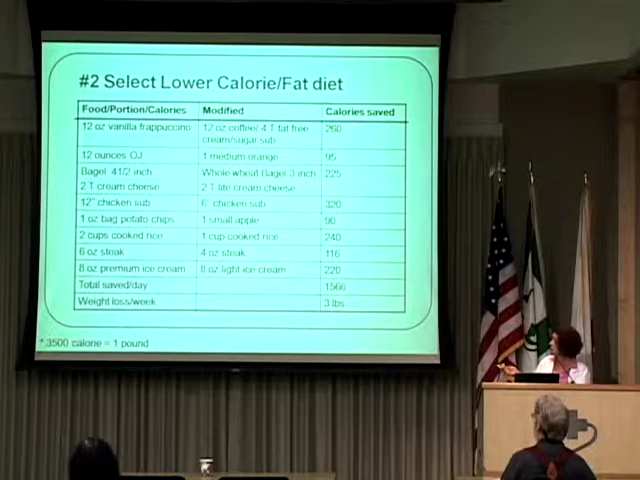 #2 Select Lower Calorie/Fat diet
Food/Portion/Calories Modified Calories saved
12 oz vanilla frappuccino 12 oz coffee/ 4 T fat free 260
cream/sugar sub
12 ounces OJ 1 medium orange 95
Bagel 41/2 inch Whole wheat Bagel 3 inch 225
2 T cream cheese 2 T lite cream cheese
12" chicken sub 6" chicken sub 320
1 oz bag potato chips 1 small apple 90
2 cups cooked rice 1 cup cooked rice 240
6 oz steak 4 oz steak 116
8 oz premium ice cream 8 oz light ice cream 220
Total saved/day 1566
Weight loss/week 3 lbs
* 3500 calorie = 1 pound